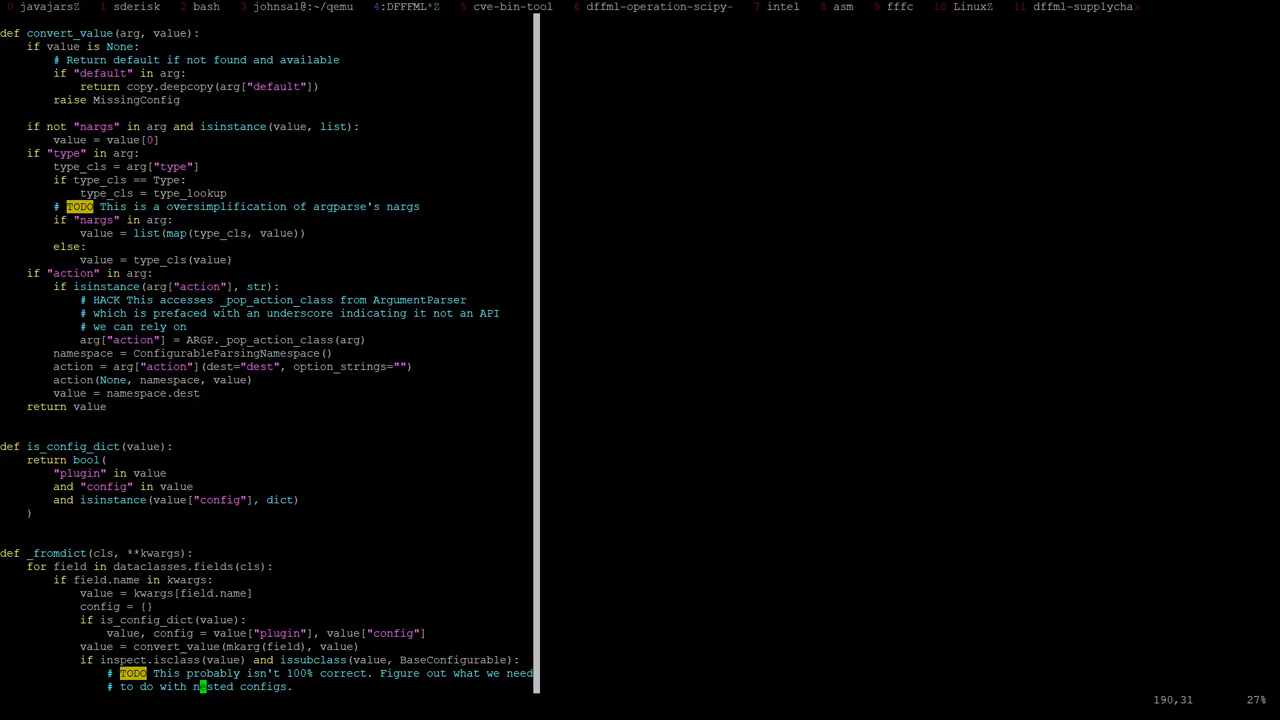 0 javajarsZ 1 sderisk 2 bash 3 johnsal@:~/qemu 4:DFFFML*Z 5 cve-bin-tool 6 dffml-operation-scipy- 7 intel 8 asm 9 fffc 10 LinuxZ 11 dffml-supplycha>
def convert_value(arg, value):
    if value is None:
        # Return default if not found and available
        if "default" in arg:
            return copy.deepcopy(arg["default"])
        raise MissingConfig
    if not "nargs" in arg and isinstance(value, list):
        value = value[0]
    if "type" in arg:
        type_cls = arg["type"]
        if type_cls == Type:
            type_cls = type_lookup
        # TODO This is a oversimplification of argparse's nargs
        if "nargs" in arg:
            value = list(map(type_cls, value))
        else:
            value = type_cls(value)
    if "action" in arg:
        if isinstance(arg["action"], str):
            # HACK This accesses _pop_action_class from ArgumentParser
            # which is prefaced with an underscore indicating it not an API
            # we can rely on
            arg["action"] = ARGP._pop_action_class(arg)
        namespace = ConfigurableParsingNamespace()
        action = arg["action"](dest="dest", option_strings="")
        action(None, namespace, value)
        value = namespace.dest
    return value
def is_config_dict(value):
    return bool(
        "plugin" in value
        and "config" in value
        and isinstance(value["config"], dict)
    )
def _fromdict(cls, **kwargs):
    for field in dataclasses.fields(cls):
        if field.name in kwargs:
            value = kwargs[field.name]
            config = {}
            if is_config_dict(value):
                value, config = value["plugin"], value["config"]
            value = convert_value(mkarg(field), value)
            if inspect.isclass(value) and issubclass(value, BaseConfigurable):
                # TODO This probably isn't 100% correct. Figure out what we need
                # to do with nested configs.
190,31 27%